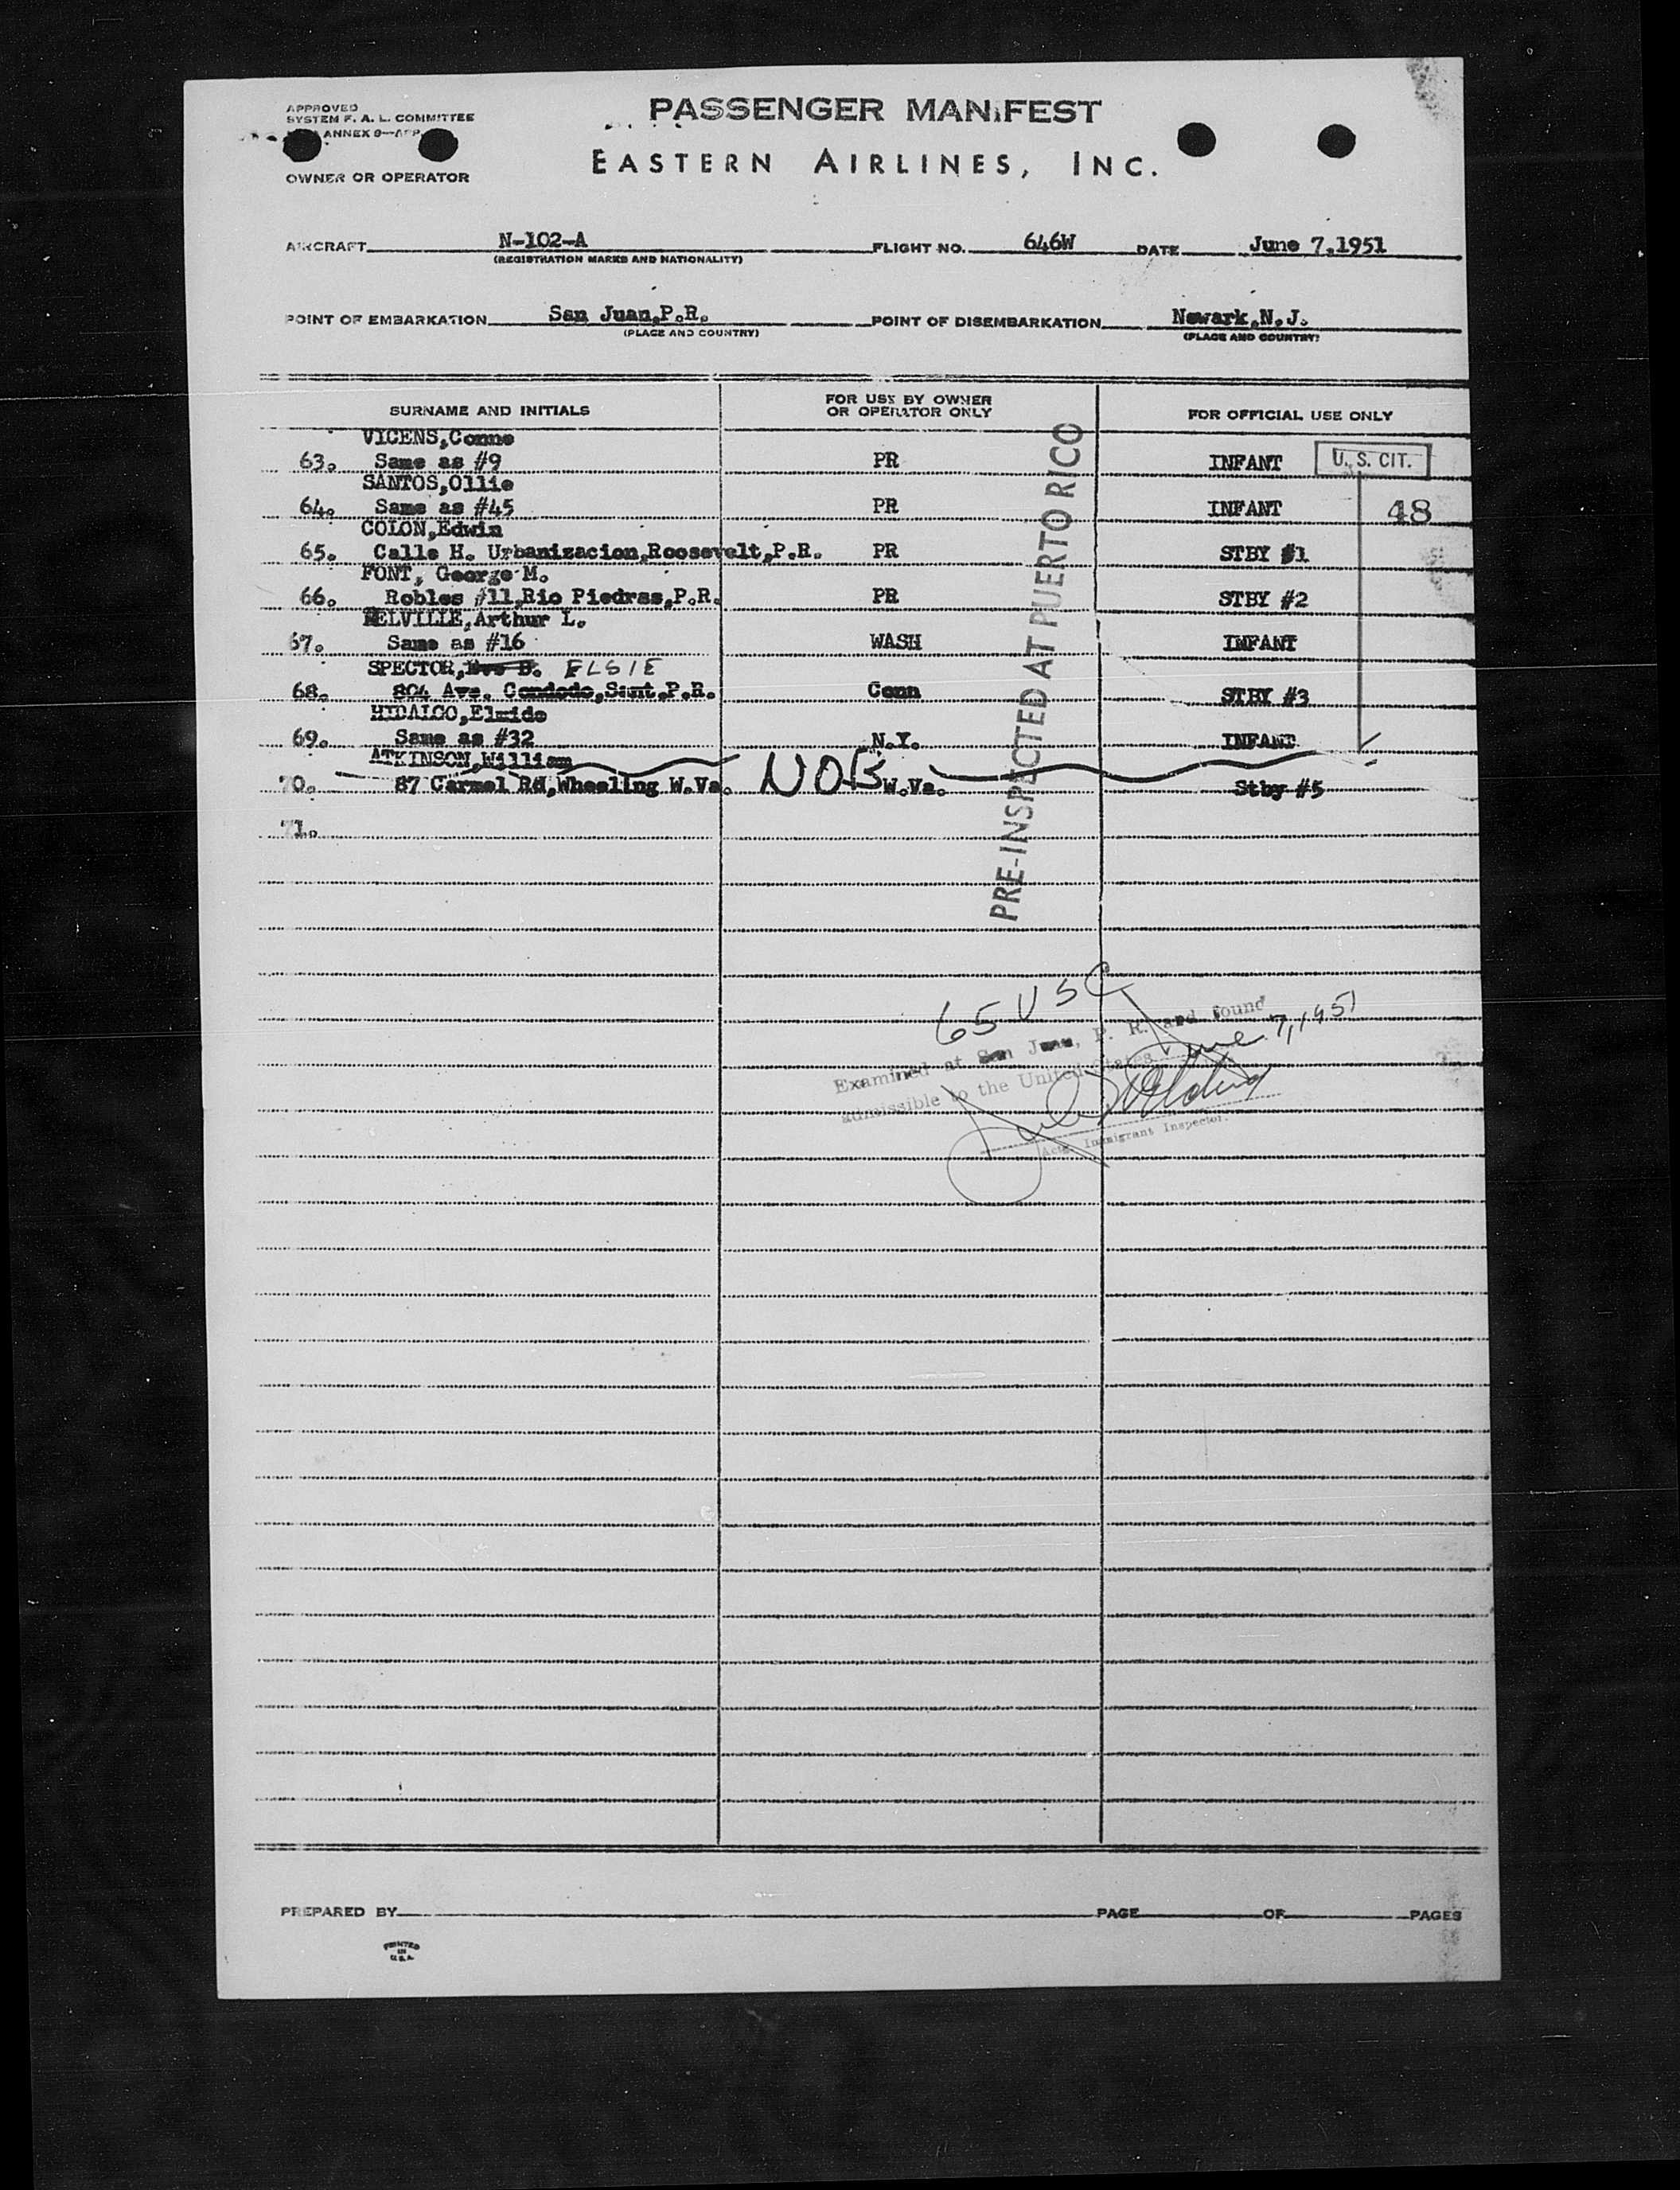 APPROVED
SYSTEM F. A. L. COMMITTEE
ANNEX 9—APP.
OWNER OR OPERATOR
PASSENGER MANIFEST
EASTERN AIRLINES, INC.
AIRCRAFT N-102-A FLIGHT NO. 646W DATE June 7,1951
(REGISTRATION MARKS AND NATIONALITY)
POINT OF EMBARKATION San Juan,P.R. POINT OF DISEMBARKATION Newark,N.J.
(PLACE AND COUNTRY) (PLACE AND COUNTRY)
SURNAME AND INITIALS FOR USE BY OWNER OR OPERATOR ONLY FOR OFFICIAL USE ONLY
VICENS,Conne
63. Same as #9 PR INFANT U. S. CIT.
SANTOS,Ollie
64. Same as #45 PR INFANT 48
COLON,Edwin
65. Calle H. Urbanizacion,Roosevelt,P.R. PR STBY #1
FONT, George M.
66. Robles #11,Rio Piedras,P.R. PR STBY #2
MELVILLE,Arthur L.
67. Same as #16 WASH INFANT
SPECTOR, B. ELSIE
68. 804 Ave. Condodo,Sant,P.R. Conn STBY #3
HIDALGO,Elmido
69. Same as #32 N.Y. INFANT
ATKINSON,William
70. 87 Carmel Rd,Wheeling W.Va. NOB W.Va. Stby #5
71.
PRE-INSPECTED AT PUERTO RICO
65 USC
Examined at San Juan, P. R. and found
admissible to the United States June 7, 1951
Actg. Immigrant Inspector.
PREPARED BY PAGE OF PAGES
PRINTED
IN
U.S.A.